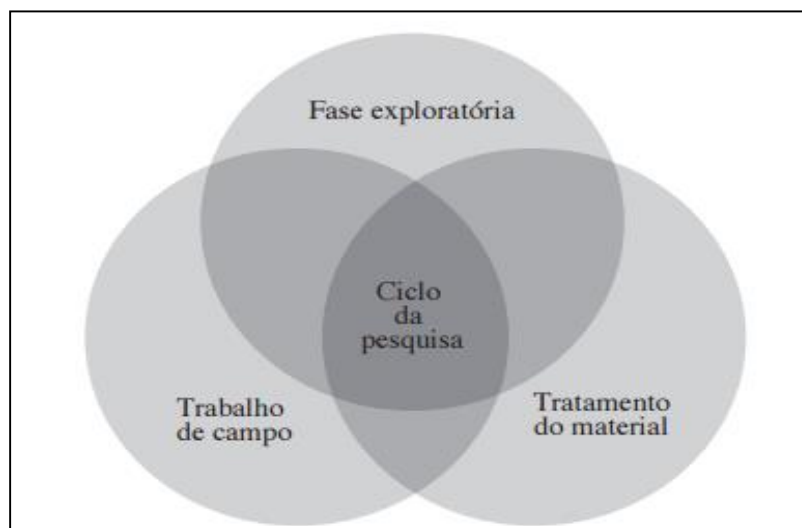 Fase exploratória
Ciclo
da
pesquisa
Trabalho
de campo
Tratamento
do material